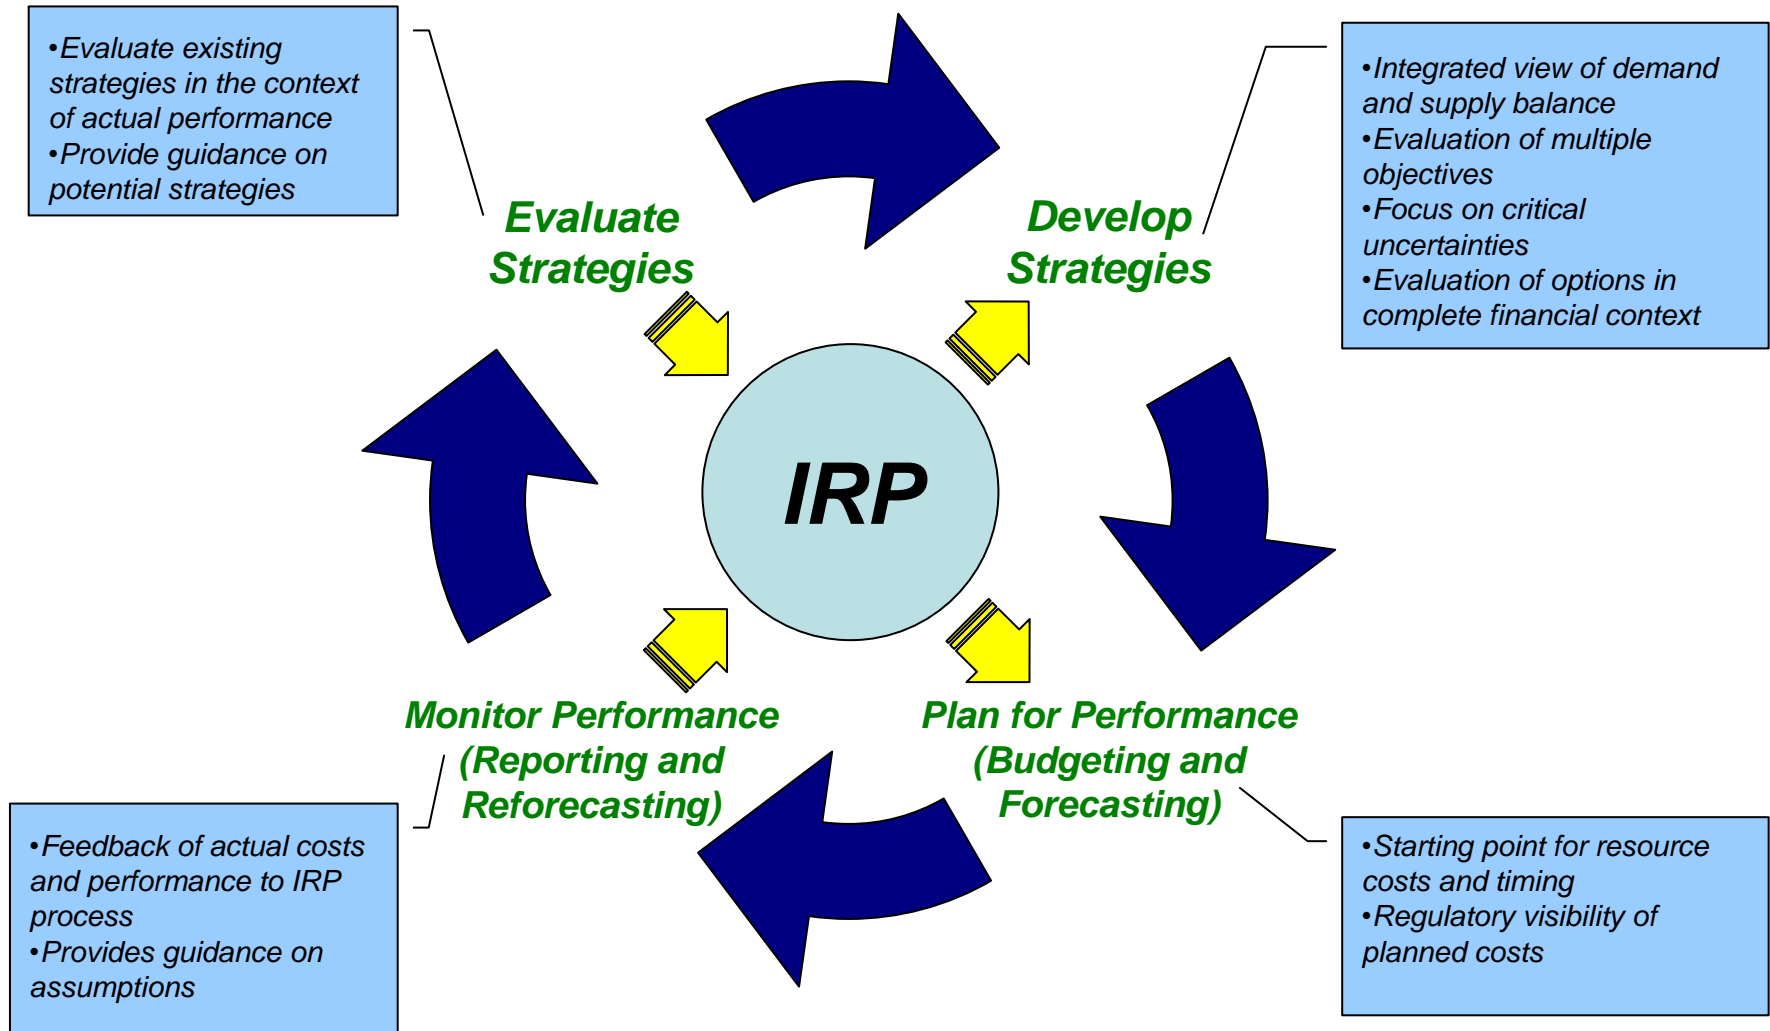 •Evaluate existing
strategies in the context
of actual performance
•Provide guidance on
potential strategies
•Integrated view of demand
and supply balance
•Evaluation of multiple
objectives
•Focus on critical
uncertainties
•Evaluation of options in
complete financial context
Evaluate
Strategies
Develop
Strategies
IRP
Monitor Performance
(Reporting and
Reforecasting)
Plan for Performance
(Budgeting and
Forecasting)
•Feedback of actual costs
and performance to IRP
process
•Provides guidance on
assumptions
•Starting point for resource
costs and timing
•Regulatory visibility of
planned costs